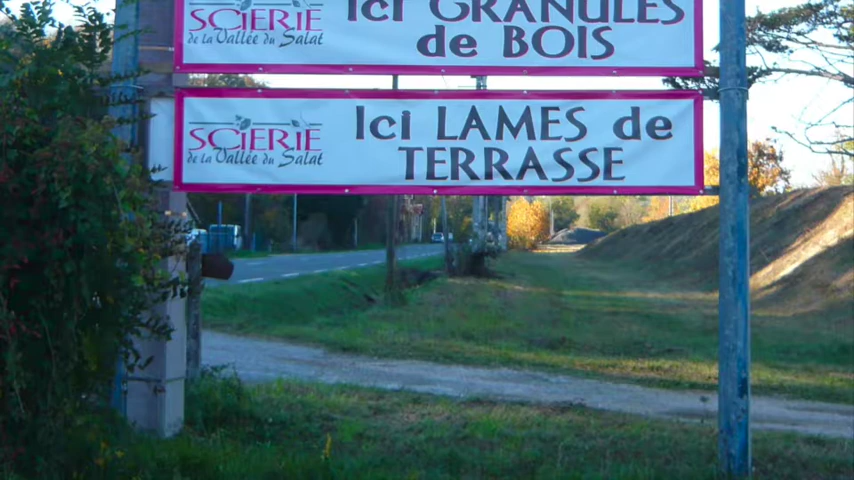 SCIERIE
de la Vallée du Salat
Ici GRANULES
de BOIS
SCIERIE
de la Vallée du Salat
Ici LAMES de
TERRASSE